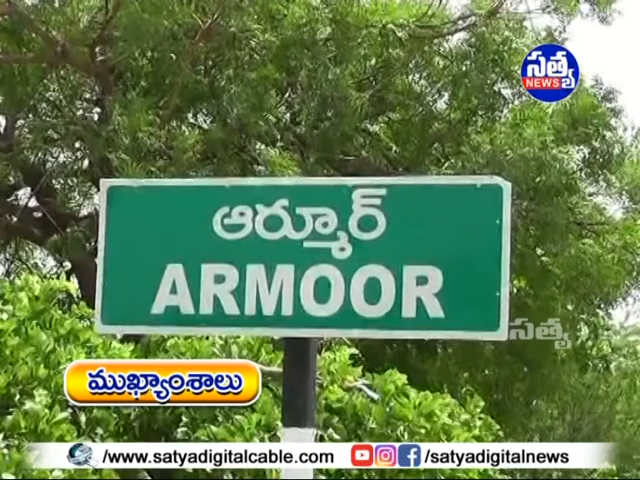 సత్య
NEWS
ఆర్మూర్
ARMOOR
సత్య
ముఖ్యాంశాలు
www.satyadigitalcable.com
/satyadigitalnews